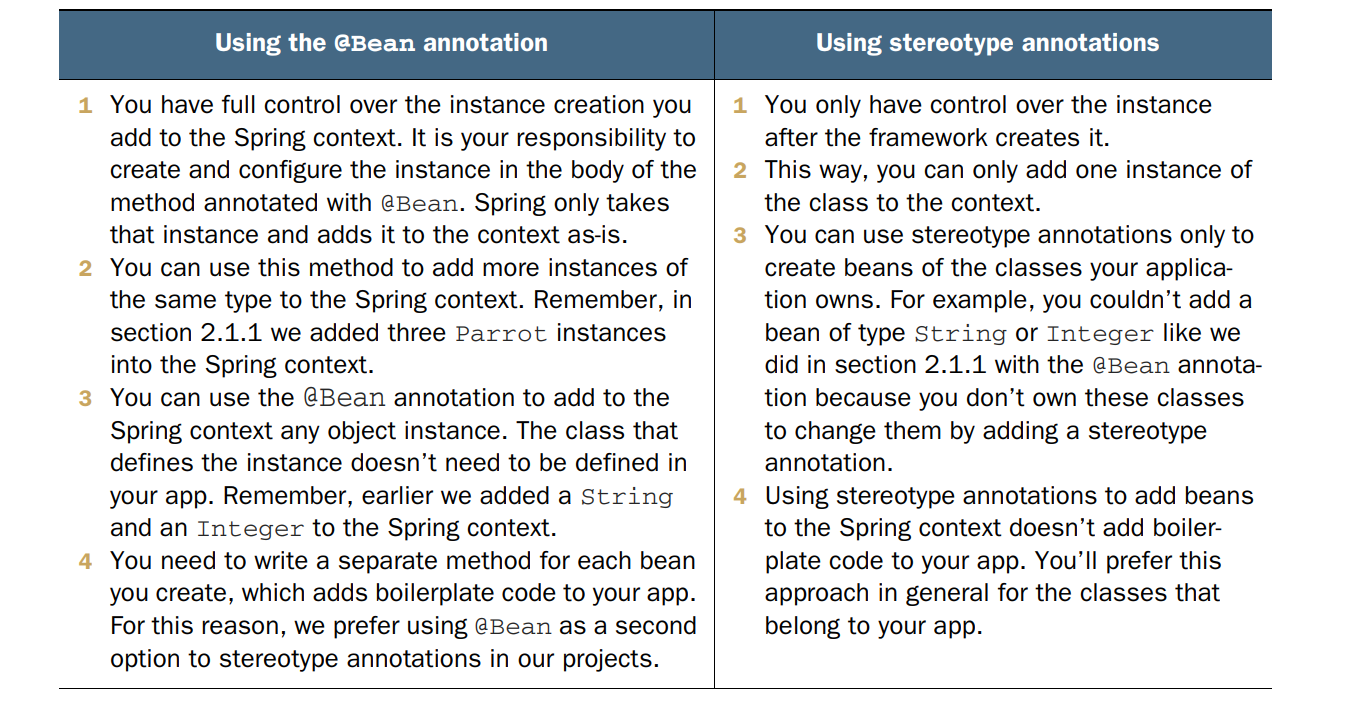 Using the @Bean annotation
Using stereotype annotations
1 You have full control over the instance creation you
add to the Spring context. It is your responsibility to
create and configure the instance in the body of the
method annotated with @Bean. Spring only takes
that instance and adds it to the context as-is.
2 You can use this method to add more instances of
the same type to the Spring context. Remember, in
section 2.1.1 we added three Parrot instances
into the Spring context.
3 You can use the @Bean annotation to add to the
Spring context any object instance. The class that
defines the instance doesn’t need to be defined in
your app. Remember, earlier we added a String
and an Integer to the Spring context.
4 You need to write a separate method for each bean
you create, which adds boilerplate code to your app.
For this reason, we prefer using @Bean as a second
option to stereotype annotations in our projects.
1 You only have control over the instance
after the framework creates it.
2 This way, you can only add one instance of
the class to the context.
3 You can use stereotype annotations only to
create beans of the classes your applica-
tion owns. For example, you couldn’t add a
bean of type String or Integer like we
did in section 2.1.1 with the @Bean annota-
tion because you don’t own these classes
to change them by adding a stereotype
annotation.
4 Using stereotype annotations to add beans
to the Spring context doesn’t add boiler-
plate code to your app. You’ll prefer this
approach in general for the classes that
belong to your app.